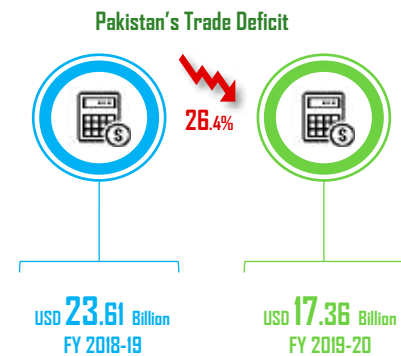 Pakistan's Trade Deficit
26.4%
$
$
USD 23.61 Billion
FY 2018-19
USD 17.36 Billion
FY 2019-20